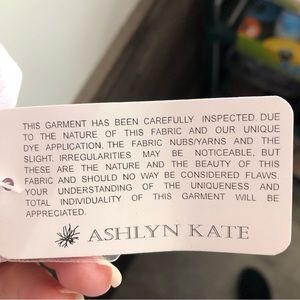 THIS GARMENT HAS BEEN CAREFULLY INSPECTED. DUE
TO THE NATURE OF THIS FABRIC AND OUR UNIQUE
DYE APPLICATION, THE FABRIC NUBS/YARNS AND THE
SLIGHT. IRREGULARITIES MAY BE NOTICEABLE, BUT
THESE ARE THE NATURE AND THE BEAUTY OF THIS
FABRIC AND SHOULD NO WAY BE CONSIDERED FLAWS.
YOUR UNDERSTANDING OF THE UNIQUENESS AND
TOTAL INDIVIDUALITY OF THIS GARMENT WILL BE
APPRECIATED.
ASHLYN KATE